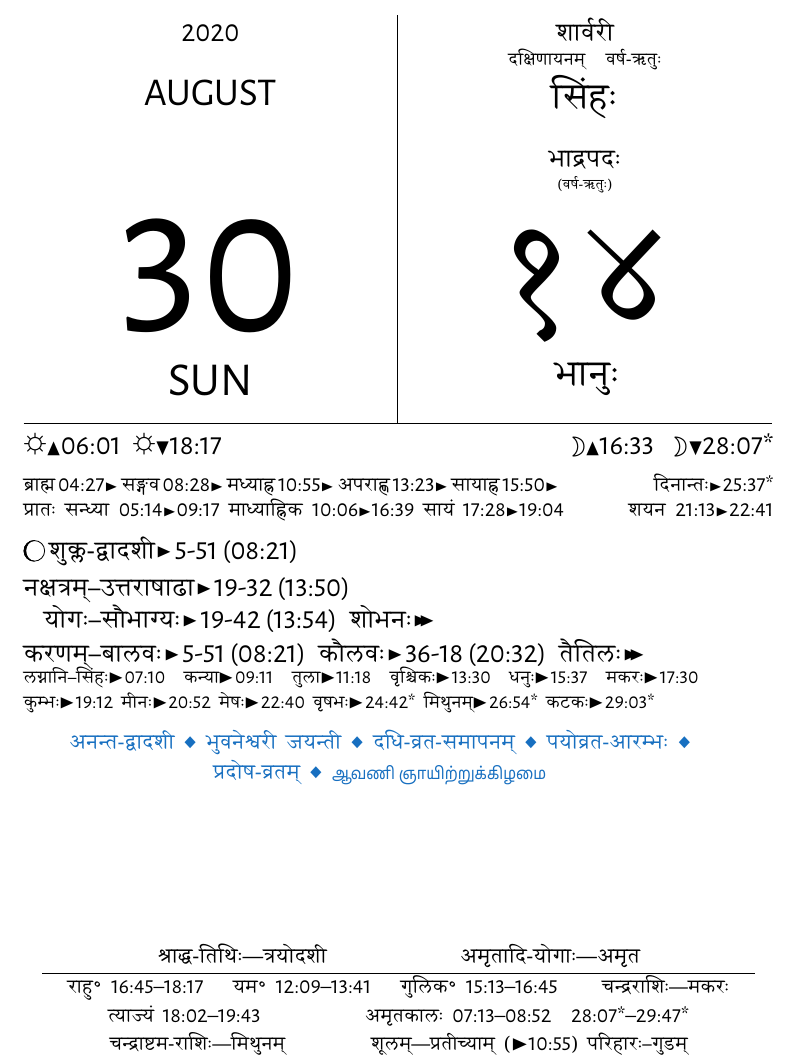 2020
AUGUST
30
SUN
शार्वरी
दक्षिणायनम् वर्ष-ऋतुः
सिंहः
भाद्रपदः
(वर्ष-ऋतुः)
१४
भानुः
☼▲06:01 ☼▼18:17 ☽▲16:33 ☽▼28:07*
ब्राह्म 04:27► सङ्गव 08:28► मध्याह्न 10:55► अपराह्ण 13:23► सायाह्न 15:50► दिनान्तः►25:37*
प्रातः सन्ध्या 05:14►09:17 माध्याह्निक 10:06►16:39 सायं 17:28►19:04 शयन 21:13►22:41
🌕शुक्ल-द्वादशी►5-51 (08:21)
नक्षत्रम्–उत्तराषाढा►19-32 (13:50)
योगः–सौभाग्यः►19-42 (13:54) शोभनः►►
करणम्–बालवः►5-51 (08:21) कौलवः►36-18 (20:32) तैतिलः►►
लग्नानि–सिंहः►07:10 कन्या►09:11 तुला►11:18 वृश्चिकः►13:30 धनुः►15:37 मकरः►17:30
कुम्भः►19:12 मीनः►20:52 मेषः►22:40 वृषभः►24:42* मिथुनम्►26:54* कटकः►29:03*
अनन्त-द्वादशी ◆ भुवनेश्वरी जयन्ती ◆ दधि-व्रत-समापनम् ◆ पयोव्रत-आरम्भः ◆
प्रदोष-व्रतम् ◆ ஆவணி ஞாயிற்றுக்கிழமை
श्राद्ध-तिथिः—त्रयोदशी अमृतादि-योगाः—अमृत
राहु॰ 16:45–18:17 यम॰ 12:09–13:41 गुलिक॰ 15:13–16:45 चन्द्रराशिः—मकरः
त्याज्यं 18:02–19:43 अमृतकालः 07:13–08:52 28:07*–29:47*
चन्द्राष्टम-राशिः—मिथुनम् शूलम्—प्रतीच्याम् (►10:55) परिहारः–गुडम्